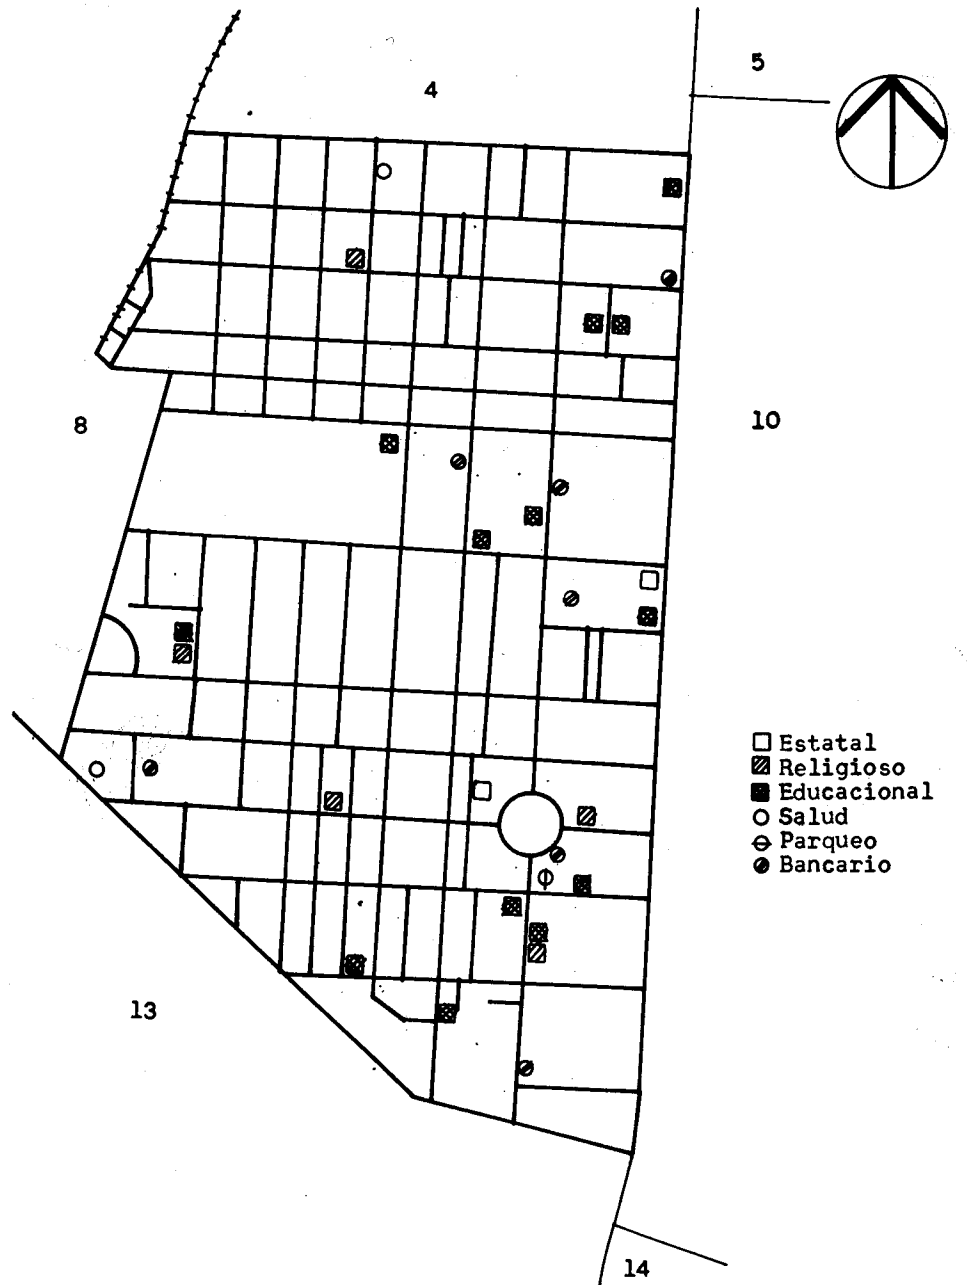 5
4
10
8
Estatal
Religioso
Educacional
Salud
Parqueo
Bancario
13
14